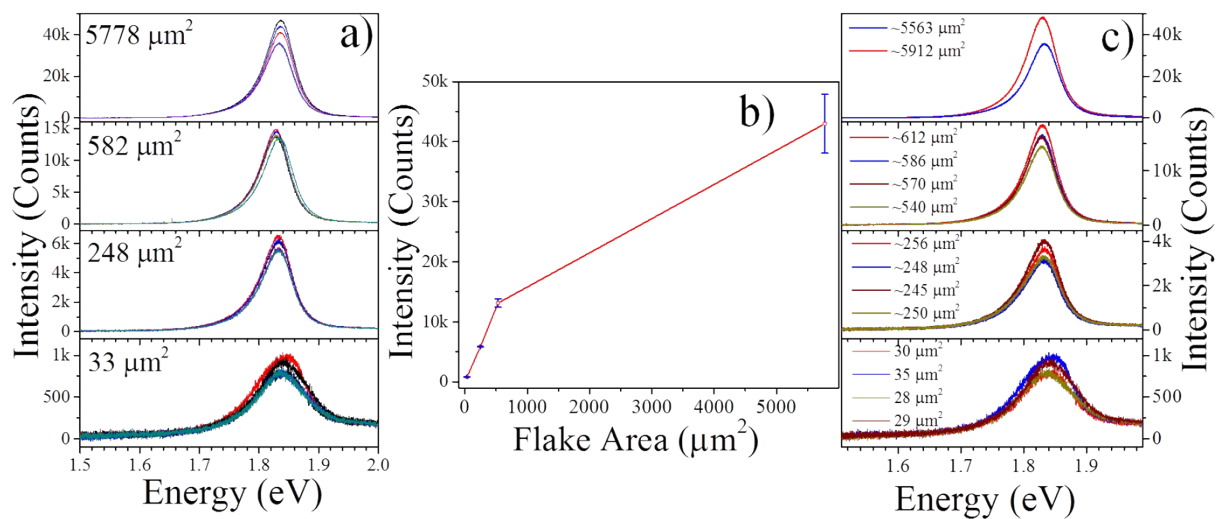 a)
5778 μm²
40k
20k
0
582 μm²
15k
10k
5k
0
248 μm²
6k
4k
2k
0
33 μm²
1k
500
0
1.5 1.6 1.7 1.8 1.9 2.0
Energy (eV)
Intensity (Counts)
b)
50k
40k
30k
20k
10k
0
0 1000 2000 3000 4000 5000
Flake Area (μm²)
Intensity (Counts)
c)
~5563 μm²
~5912 μm²
40k
20k
0
~612 μm²
~586 μm²
~570 μm²
~540 μm²
10k
0
~256 μm²
~248 μm²
~245 μm²
~250 μm²
4k
2k
0
30 μm²
35 μm²
28 μm²
29 μm²
1k
500
0
1.6 1.7 1.8 1.9
Energy (eV)
Intensity (Counts)